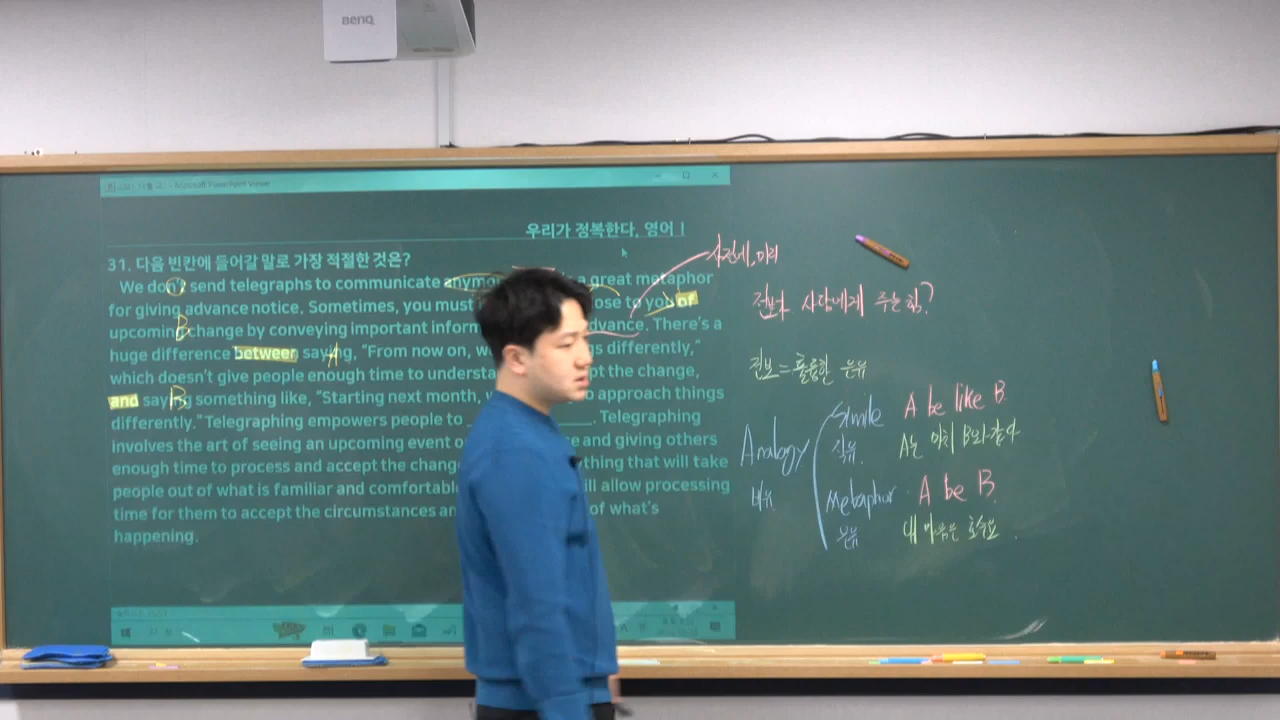 BenQ
Microsoft PowerPoint Viewer
우리가 정복한다, 영어 I
31. 다음 빈칸에 들어갈 말로 가장 적절한 것은?
We don't send telegraphs to communicate a great metaphor
for giving advance notice. Sometimes, you must to you of
upcoming change by conveying important advance. There's a
huge difference between saying, “From now on, differently,”
which doesn't give people enough time to the change,
and saying something like, “Starting next month, to approach things
differently.” Telegraphing empowers people to . Telegraphing
involves the art of seeing an upcoming event and giving others
enough time to process and accept the that will take
people out of what is familiar and allow processing
time for them to accept the circumstances of what's
happening.
B
A
B
사전에, 미리
전보가 사람에게 주는 힘?
전보 = 훌륭한 은유
Analogy
비유
Simile A be like B
직유. A는 마치 B와 같다
Metaphor A be B
은유 내 마음은 호수요.